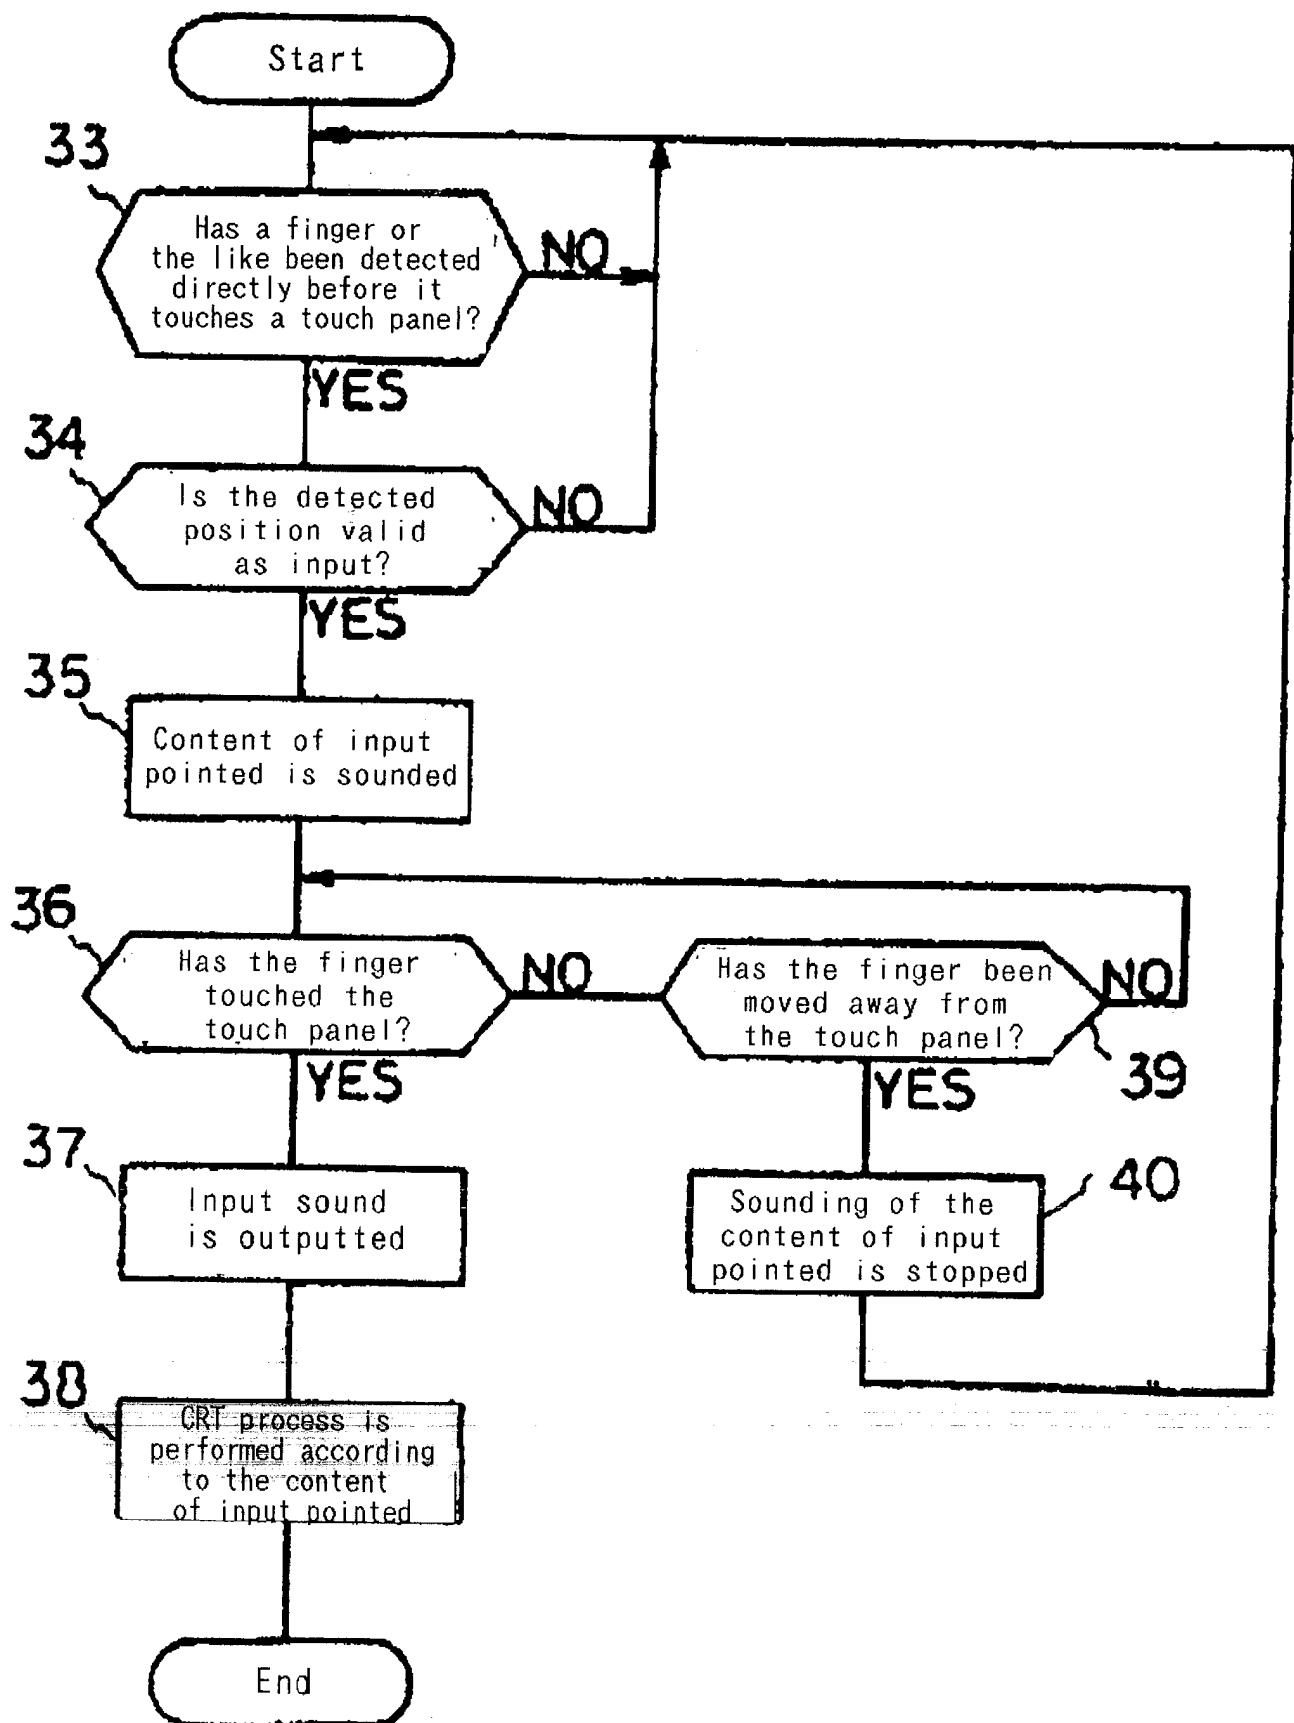 Start
33
Has a finger or
the like been detected
directly before it
touches a touch panel?
NO
YES
34
Is the detected
position valid
as input?
NO
YES
35
Content of input
pointed is sounded
36
Has the finger
touched the
touch panel?
NO
YES
Has the finger been
moved away from
the touch panel?
NO
39
YES
37
Input sound
is outputted
40
Sounding of the
content of input
pointed is stopped
38
CRT process is
performed according
to the content
of input pointed
End